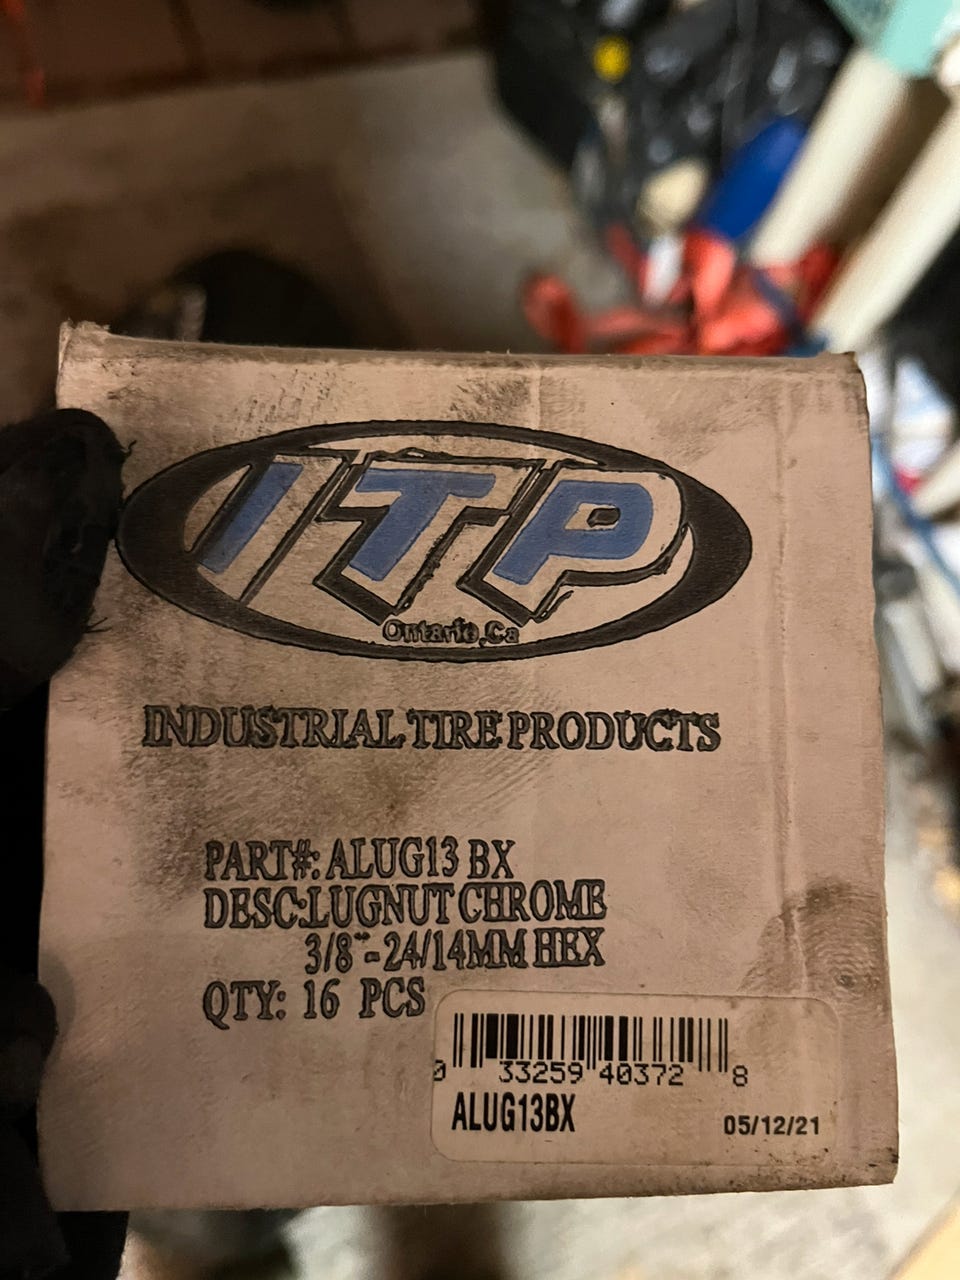 ITP
Ontario,Ca
INDUSTRIAL TIRE PRODUCTS
PART#: ALUG13 BX
DESC:LUGNUT CHROME
3/8"-24/14MM HEX
QTY: 16 PCS
0 33259 40372 8
ALUG13BX 05/12/21